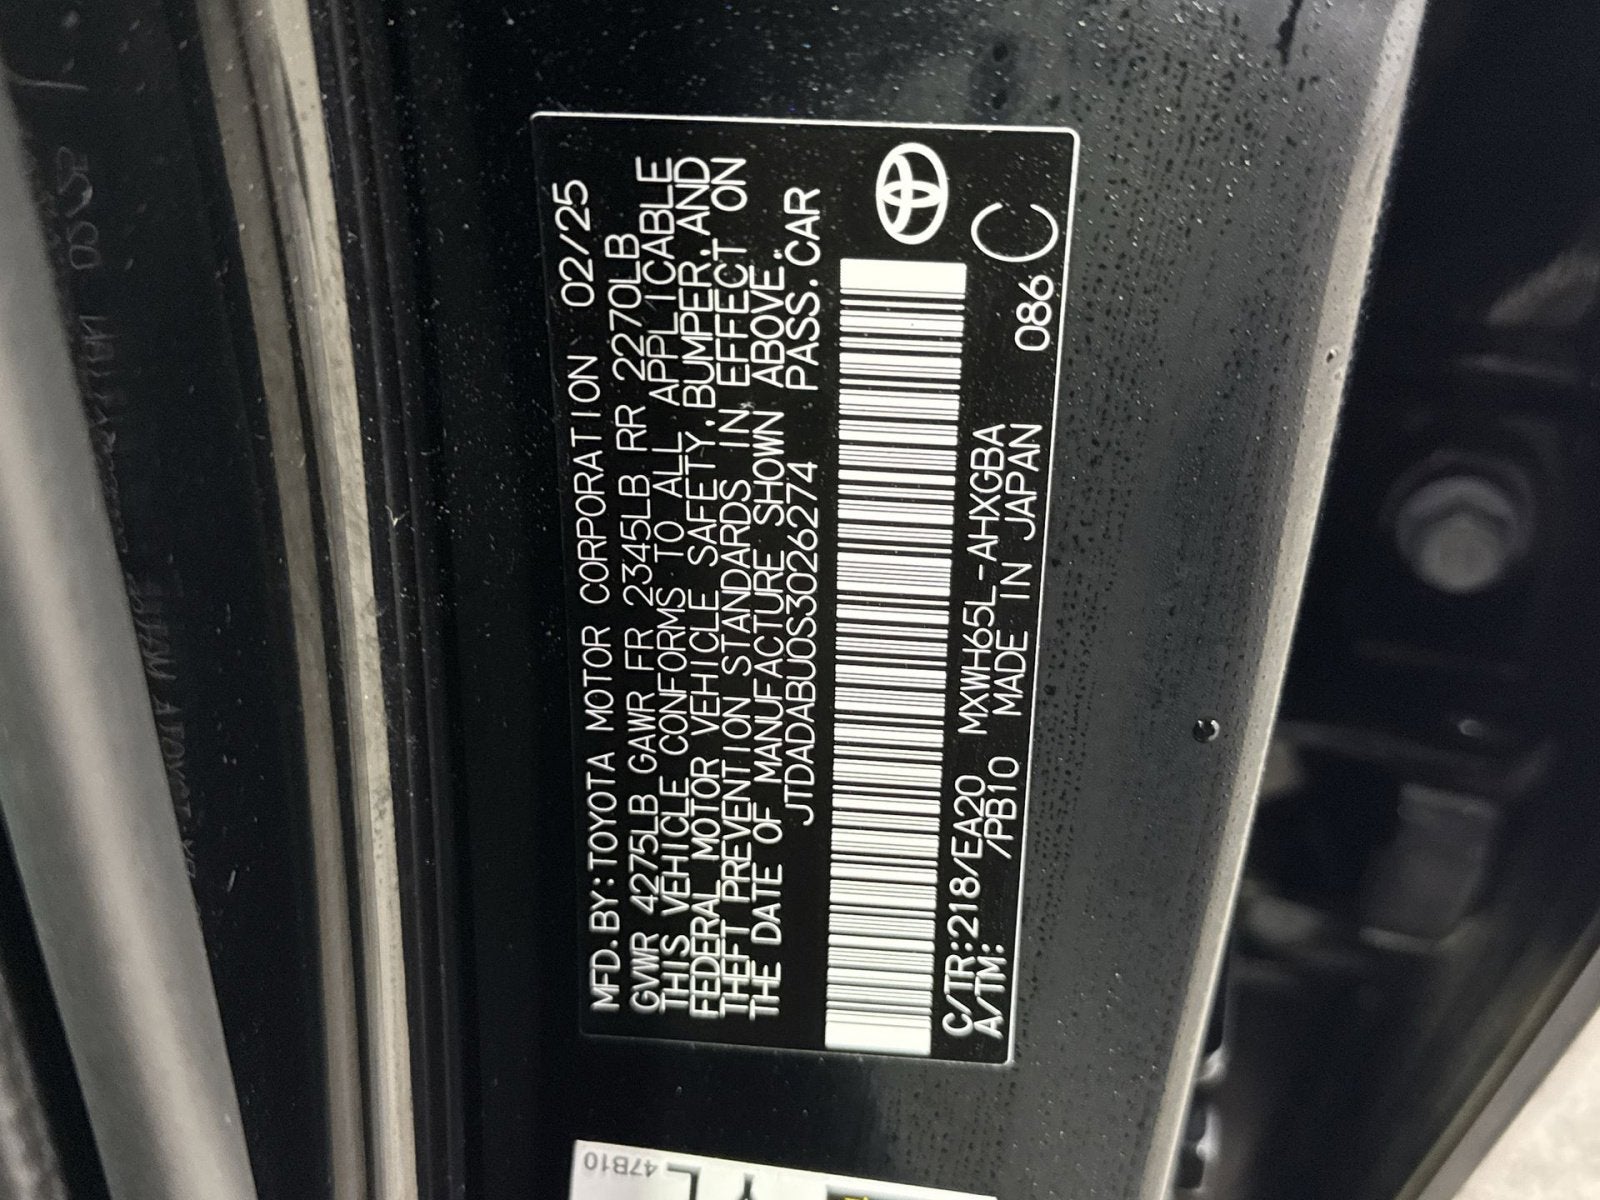 MFD.BY:TOYOTA MOTOR CORPORATION 02/25
GVWR 4275LB GAWR FR 2345LB RR 2270LB
THIS VEHICLE CONFORMS TO ALL APPLICABLE
FEDERAL MOTOR VEHICLE SAFETY, BUMPER, AND
THEFT PREVENTION STANDARDS IN EFFECT ON
THE DATE OF MANUFACTURE SHOWN ABOVE.
JTDADABU0S3026274 PASS.CAR
C/TR:218/EA20 MXWH65L-AHXGBA
A/TM: /PB10 MADE IN JAPAN 086 C
47B10